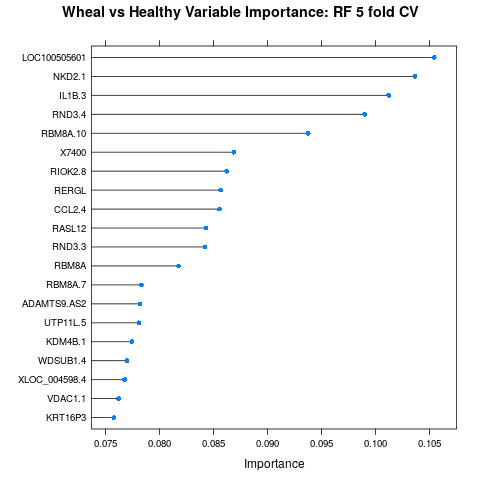 Wheal vs Healthy Variable Importance: RF 5 fold CV
LOC100505601
NKD2.1
IL1B.3
RND3.4
RBM8A.10
X7400
RIOK2.8
RERGL
CCL2.4
RASL12
RND3.3
RBM8A
RBM8A.7
ADAMTS9.AS2
UTP11L.5
KDM4B.1
WDSUB1.4
XLOC_004598.4
VDAC1.1
KRT16P3
0.075 0.080 0.085 0.090 0.095 0.100 0.105
Importance